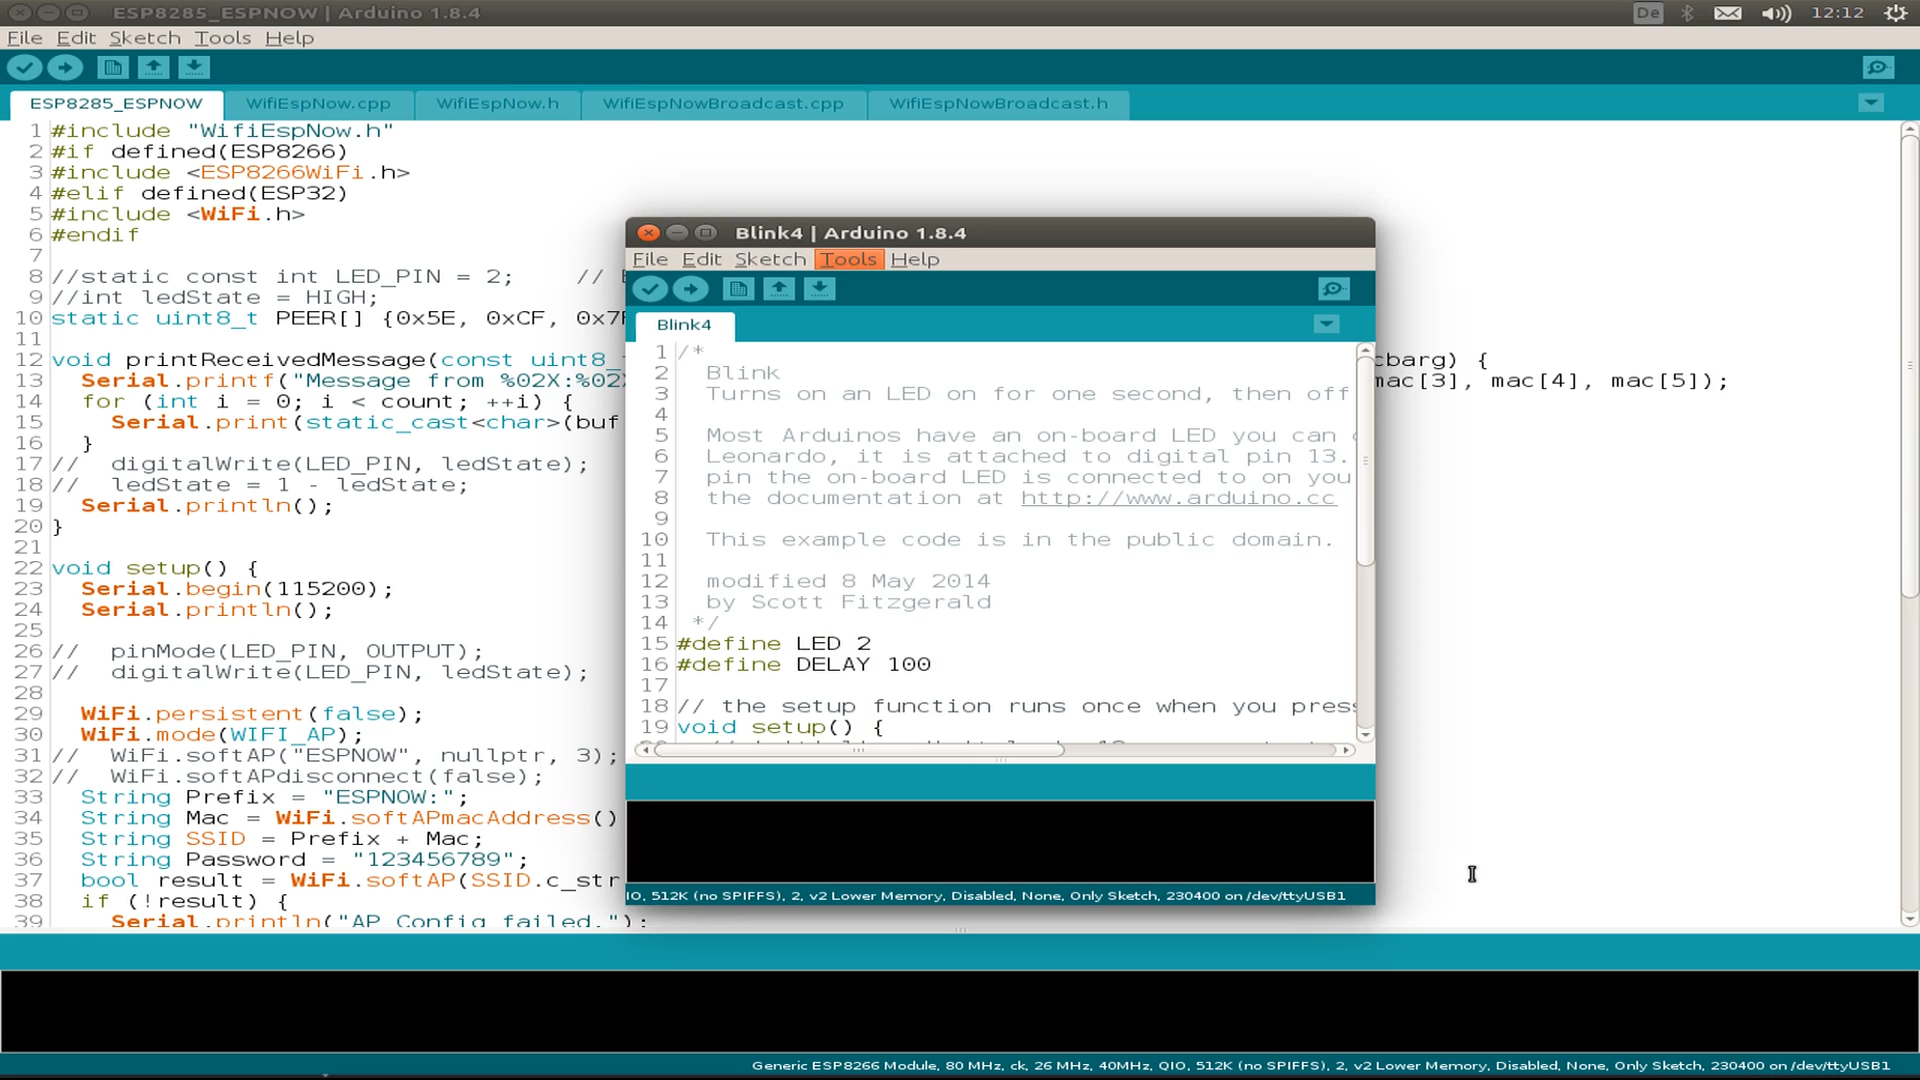 ESP8285_ESPNOW | Arduino 1.8.4
De
12:12
File Edit Sketch Tools Help
ESP8285_ESPNOW WifiEspNow.cpp WifiEspNow.h WifiEspNowBroadcast.cpp WifiEspNowBroadcast.h
1 #include "WifiEspNow.h"
2 #if defined(ESP8266)
3 #include <ESP8266WiFi.h>
4 #elif defined(ESP32)
5 #include <WiFi.h>
6 #endif
7
8 //static const int LED_PIN = 2; //
9 //int ledState = HIGH;
10 static uint8_t PEER[] {0x5E, 0xCF,
11
12 void printReceivedMessage(const uint8_ cbarg) {
13 Serial.printf("Message from %02X:%02 mac[3], mac[4], mac[5]);
14 for (int i = 0; i < count; ++i) {
15 Serial.print(static_cast<char>(buf
16 }
17 // digitalWrite(LED_PIN, ledState);
18 // ledState = 1 - ledState;
19 Serial.println();
20 }
21
22 void setup() {
23 Serial.begin(115200);
24 Serial.println();
25
26 // pinMode(LED_PIN, OUTPUT);
27 // digitalWrite(LED_PIN, ledState);
28
29 WiFi.persistent(false);
30 WiFi.mode(WIFI_AP);
31 // WiFi.softAP("ESPNOW", nullptr, 3);
32 // WiFi.softAPdisconnect(false);
33 String Prefix = "ESPNOW:";
34 String Mac = WiFi.softAPmacAddress()
35 String SSID = Prefix + Mac;
36 String Password = "123456789";
37 bool result = WiFi.softAP(SSID.c_str
38 if (!result) {
39 Serial.println("AP Config failed.");
Blink4 | Arduino 1.8.4
File Edit Sketch Tools Help
Blink4
1 /*
2 Blink
3 Turns on an LED on for one second, then off
4
5 Most Arduinos have an on-board LED you can
6 Leonardo, it is attached to digital pin 13.
7 pin the on-board LED is connected to on you
8 the documentation at http://www.arduino.cc
9
10 This example code is in the public domain.
11
12 modified 8 May 2014
13 by Scott Fitzgerald
14 */
15 #define LED 2
16 #define DELAY 100
17
18 // the setup function runs once when you press
19 void setup() {
IO, 512K (no SPIFFS), 2, v2 Lower Memory, Disabled, None, Only Sketch, 230400 on /dev/ttyUSB1
Generic ESP8266 Module, 80 MHz, ck, 26 MHz, 40MHz, QIO, 512K (no SPIFFS), 2, v2 Lower Memory, Disabled, None, Only Sketch, 230400 on /dev/ttyUSB1